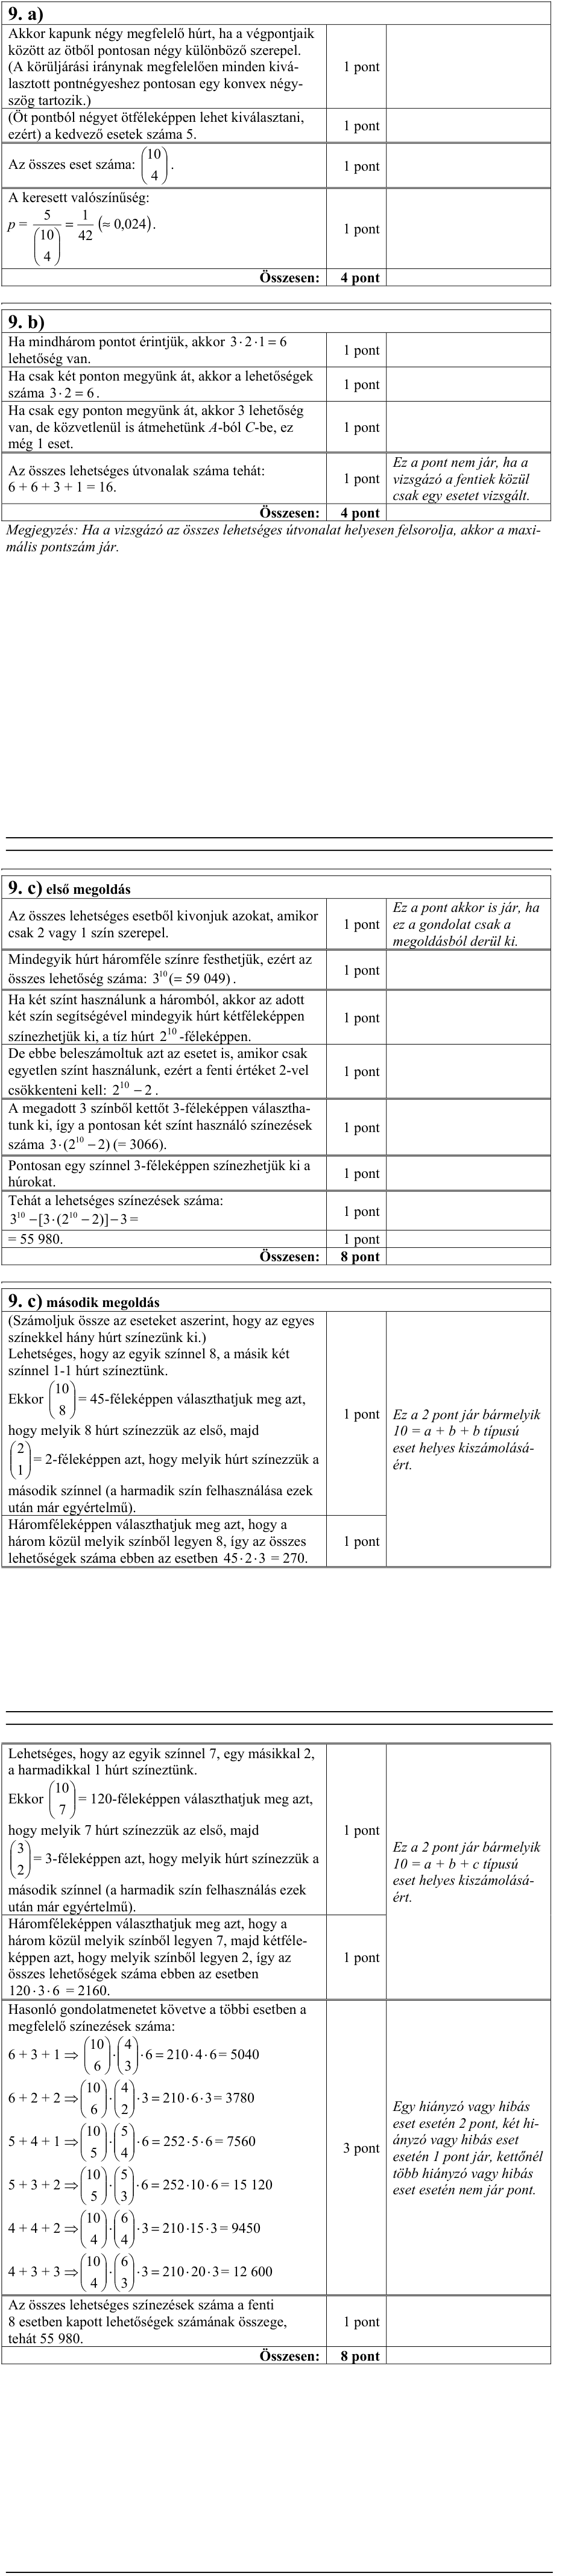 9. a)
Akkor kapunk négy megfelelő húrt, ha a végpontjaik
között az ötből pontosan négy különböző szerepel.
(A körüljárási iránynak megfelelően minden kivá-
lasztott pontnégyeshez pontosan egy konvex négy-
szög tartozik.)
1 pont
(Öt pontból négyet ötféleképpen lehet kiválasztani,
ezért) a kedvező esetek száma 5.
1 pont
Az összes eset száma: (10 4).
1 pont
A keresett valószínűség:
p = 5/(10 4) = 1/42 (≈ 0,024).
1 pont
Összesen: 4 pont
9. b)
Ha mindhárom pontot érintjük, akkor 3·2·1 = 6
lehetőség van.
1 pont
Ha csak két ponton megyünk át, akkor a lehetőségek
száma 3·2 = 6.
1 pont
Ha csak egy ponton megyünk át, akkor 3 lehetőség
van, de közvetlenül is átmehetünk A-ból C-be, ez
még 1 eset.
1 pont
Az összes lehetséges útvonalak száma tehát:
6 + 6 + 3 + 1 = 16.
1 pont
Ez a pont nem jár, ha a
vizsgázó a fentiek közül
csak egy esetet vizsgált.
Összesen: 4 pont
Megjegyzés: Ha a vizsgázó az összes lehetséges útvonalat helyesen felsorolja, akkor a maxi-
mális pontszám jár.
9. c) első megoldás
Az összes lehetséges esetből kivonjuk azokat, amikor
csak 2 vagy 1 szín szerepel.
1 pont
Ez a pont akkor is jár, ha
ez a gondolat csak a
megoldásból derül ki.
Mindegyik húrt háromféle színre festhetjük, ezért az
összes lehetőség száma: 3¹⁰ (= 59 049).
1 pont
Ha két színt használunk a háromból, akkor az adott
két szín segítségével mindegyik húrt kétféleképpen
színezhetjük ki, a tíz húrt 2¹⁰ -féleképpen.
1 pont
De ebbe beleszámoltuk azt az esetet is, amikor csak
egyetlen színt használunk, ezért a fenti értéket 2-vel
csökkenteni kell: 2¹⁰ − 2 .
1 pont
A megadott 3 színből kettőt 3-féleképpen választha-
tunk ki, így a pontosan két színt használó színezések
száma 3·(2¹⁰ − 2) (= 3066).
1 pont
Pontosan egy színnel 3-féleképpen színezhetjük ki a
húrokat.
1 pont
Tehát a lehetséges színezések száma:
3¹⁰ −[3·(2¹⁰ − 2)]−3 =
1 pont
= 55 980.
1 pont
Összesen: 8 pont
9. c) második megoldás
(Számoljuk össze az eseteket aszerint, hogy az egyes
színekkel hány húrt színezünk ki.)
Lehetséges, hogy az egyik színnel 8, a másik két
színnel 1-1 húrt színeztünk.
Ekkor (10 8) = 45-féleképpen választhatjuk meg azt,
hogy melyik 8 húrt színezzük az első, majd
(2 1) = 2-féleképpen azt, hogy melyik húrt színezzük a
második színnel (a harmadik szín felhasználása ezek
után már egyértelmű).
1 pont
Ez a 2 pont jár bármelyik
10 = a + b + b típusú
eset helyes kiszámolásá-
ért.
Háromféleképpen választhatjuk meg azt, hogy a
három közül melyik színből legyen 8, így az összes
lehetőségek száma ebben az esetben 45·2·3 = 270.
1 pont
Lehetséges, hogy az egyik színnel 7, egy másikkal 2,
a harmadikkal 1 húrt színeztünk.
Ekkor (10 7) = 120-féleképpen választhatjuk meg azt,
hogy melyik 7 húrt színezzük az első, majd
(3 2) = 3-féleképpen azt, hogy melyik húrt színezzük a
második színnel (a harmadik szín felhasználás ezek
után már egyértelmű).
1 pont
Ez a 2 pont jár bármelyik
10 = a + b + c típusú
eset helyes kiszámolásá-
ért.
Háromféleképpen választhatjuk meg azt, hogy a
három közül melyik színből legyen 7, majd kétféle-
képpen azt, hogy melyik színből legyen 2, így az
összes lehetőségek száma ebben az esetben
120·3·6 = 2160.
1 pont
Hasonló gondolatmenetet követve a többi esetben a
megfelelő színezések száma:
6 + 3 + 1 ⇒ (10 6)·(4 3)·6 = 210·4·6 = 5040
6 + 2 + 2 ⇒ (10 6)·(4 2)·3 = 210·6·3 = 3780
5 + 4 + 1 ⇒ (10 5)·(5 4)·6 = 252·5·6 = 7560
5 + 3 + 2 ⇒ (10 5)·(5 3)·6 = 252·10·6 = 15 120
4 + 4 + 2 ⇒ (10 4)·(6 4)·3 = 210·15·3 = 9450
4 + 3 + 3 ⇒ (10 4)·(6 3)·3 = 210·20·3 = 12 600
3 pont
Egy hiányzó vagy hibás
eset esetén 2 pont, két hi-
ányzó vagy hibás eset
esetén 1 pont jár, kettőnél
több hiányzó vagy hibás
eset esetén nem jár pont.
Az összes lehetséges színezések száma a fenti
8 esetben kapott lehetőségek számának összege,
tehát 55 980.
1 pont
Összesen: 8 pont